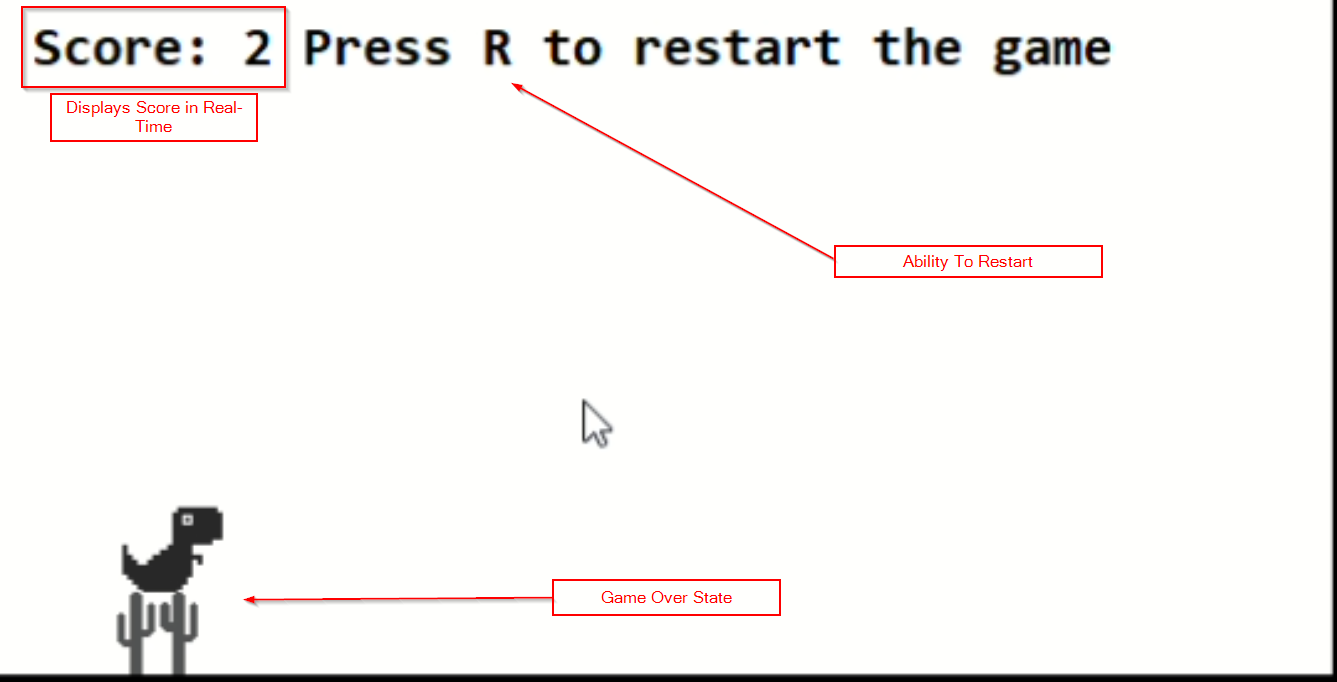 Score: 2 Press R to restart the game
Displays Score in Real-
Time
Ability To Restart
Game Over State